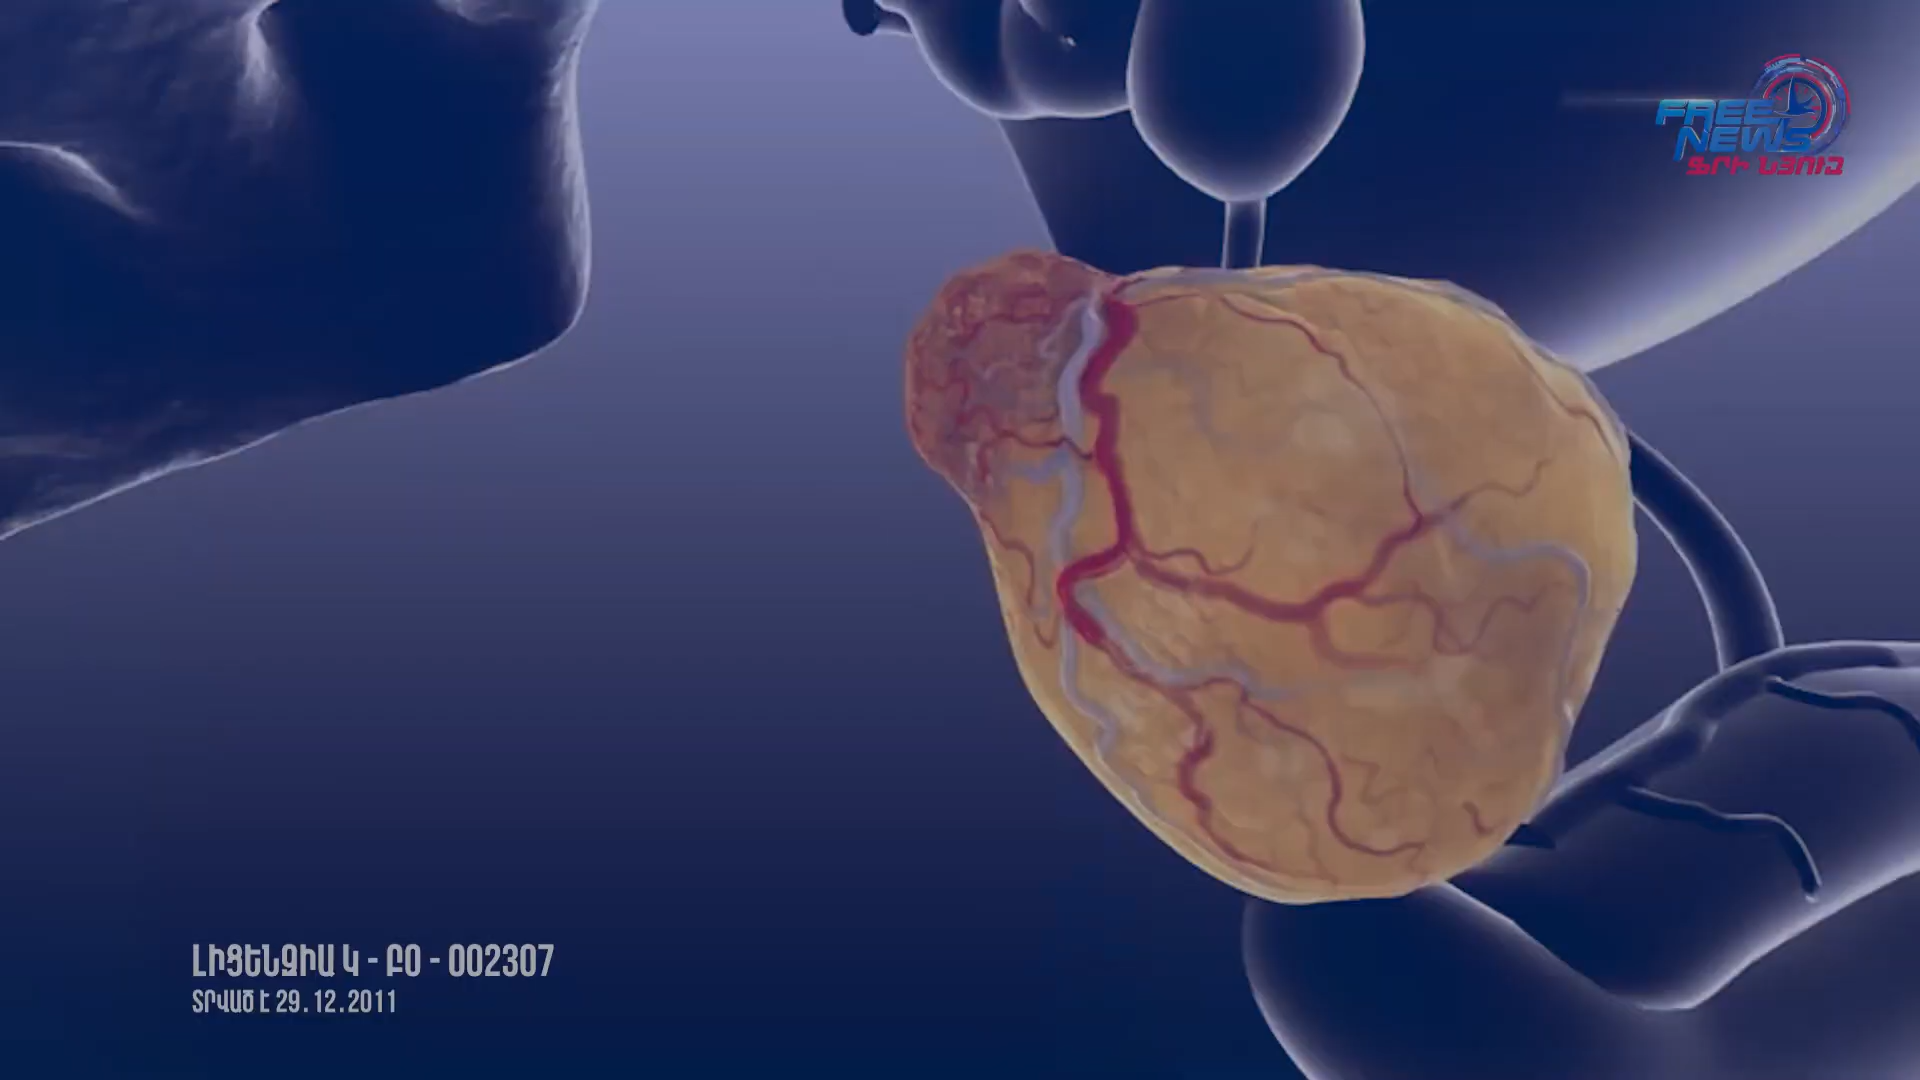 FREE
NEWS
ՖՐԻ ՆՅՈՒԶ
ԼԻՑԵՆԶԻԱ Կ - ԲՕ - 002307
ՏՐՎԱԾ Է 29.12.2011